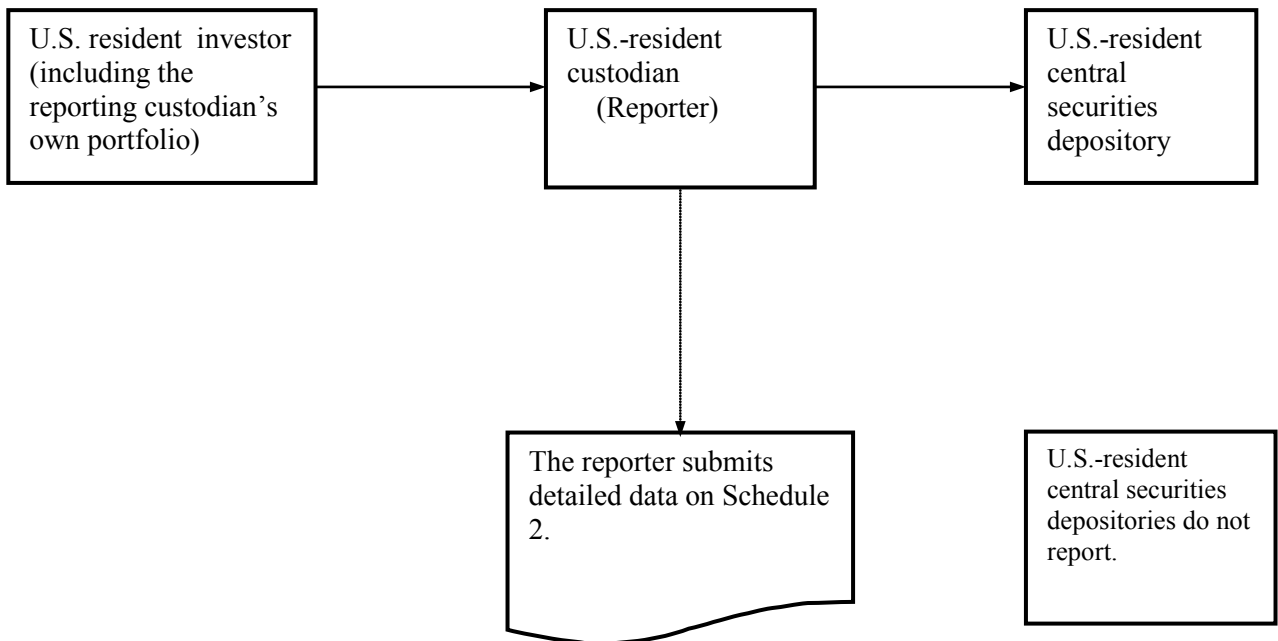 U.S. resident  investor
(including the
reporting custodian’s
own portfolio)
U.S.-resident
custodian
(Reporter)
U.S.-resident
central
securities
depository
The reporter submits
detailed data on Schedule
2.
U.S.-resident
central securities
depositories do not
report.